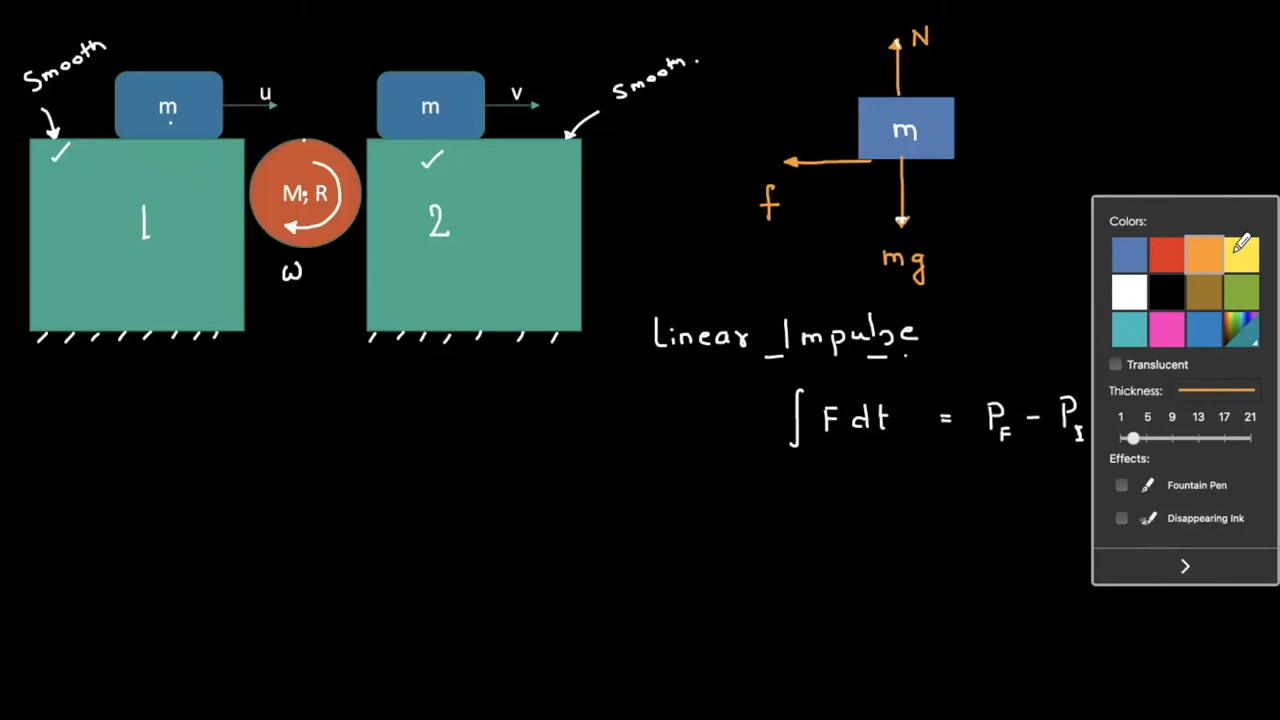 Smooth
m
u
M, R
ω
1
m
v
2
smooth.
N
m
f
mg
Linear Impulse
∫ F dt = P_F - P_I
Colors:
Translucent
Thickness:
1 5 9 13 17 21
Effects:
Fountain Pen
Disappearing Ink